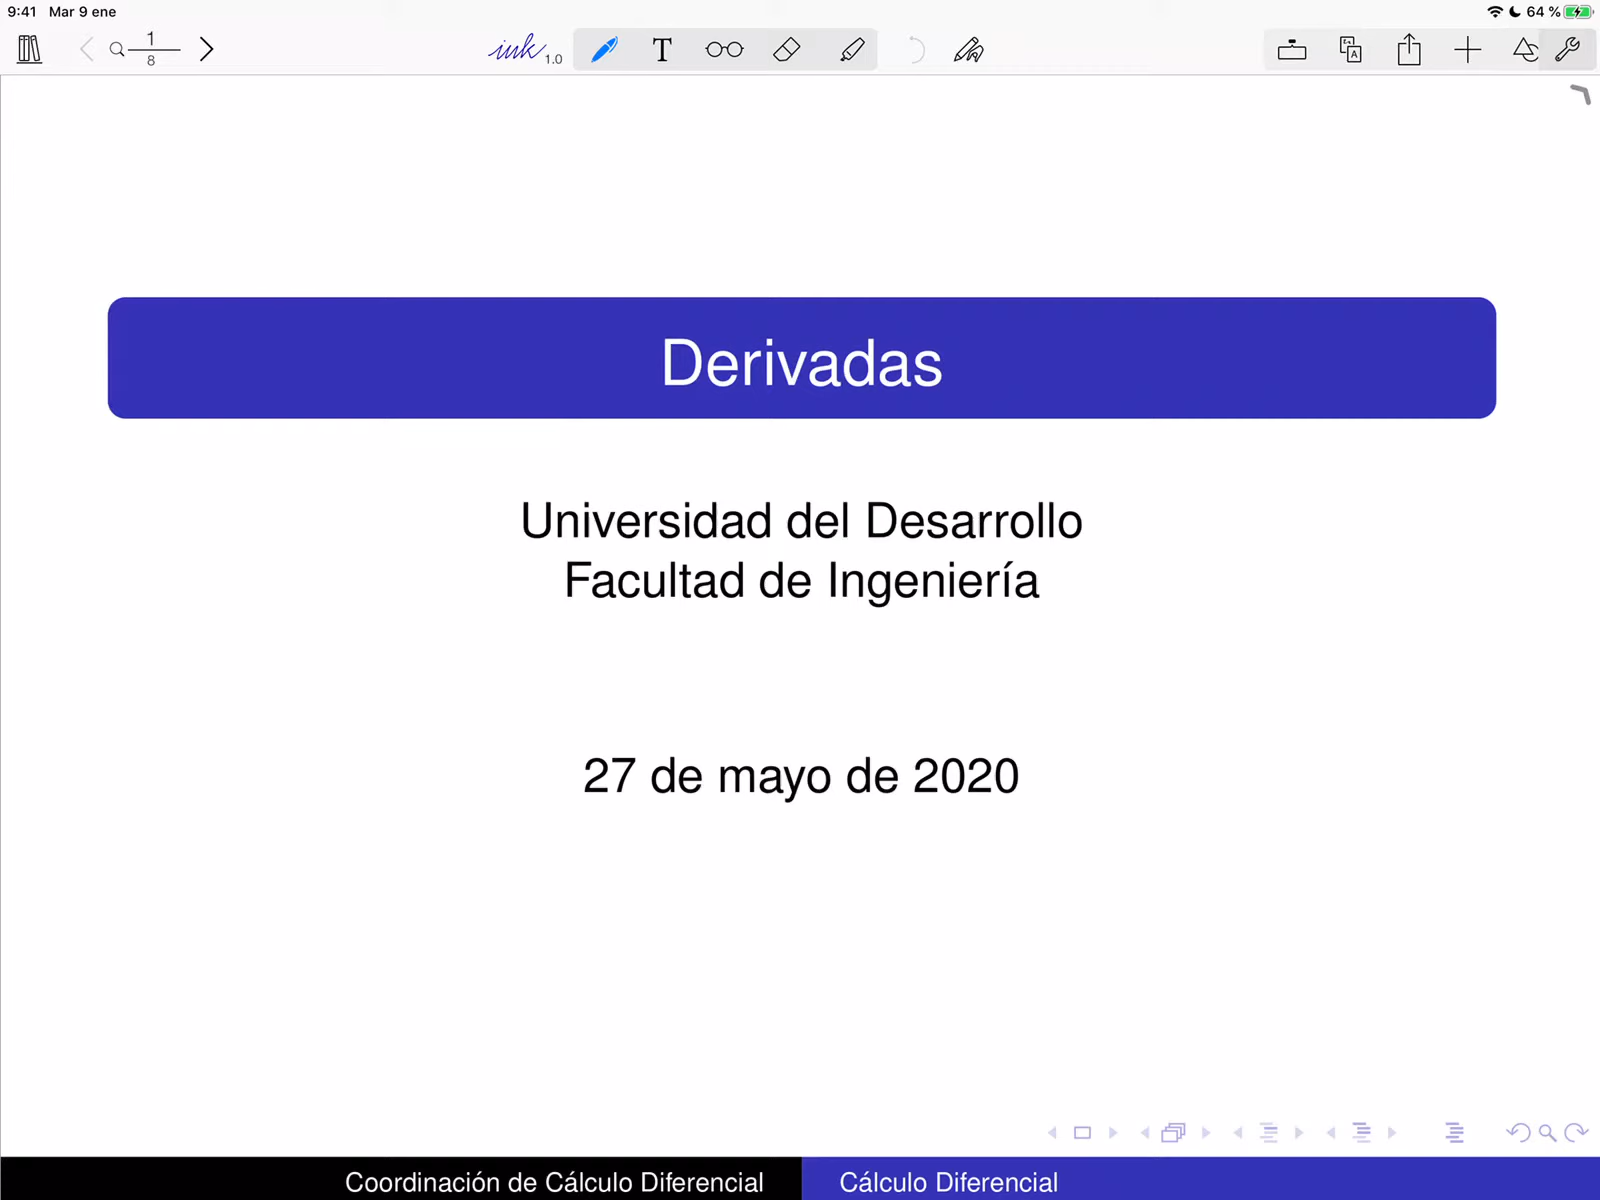 9:41 Mar 9 ene
64 %
1
8
ink 1.0
T
A
Derivadas
Universidad del Desarrollo
Facultad de Ingeniería
27 de mayo de 2020
Coordinación de Cálculo Diferencial
Cálculo Diferencial